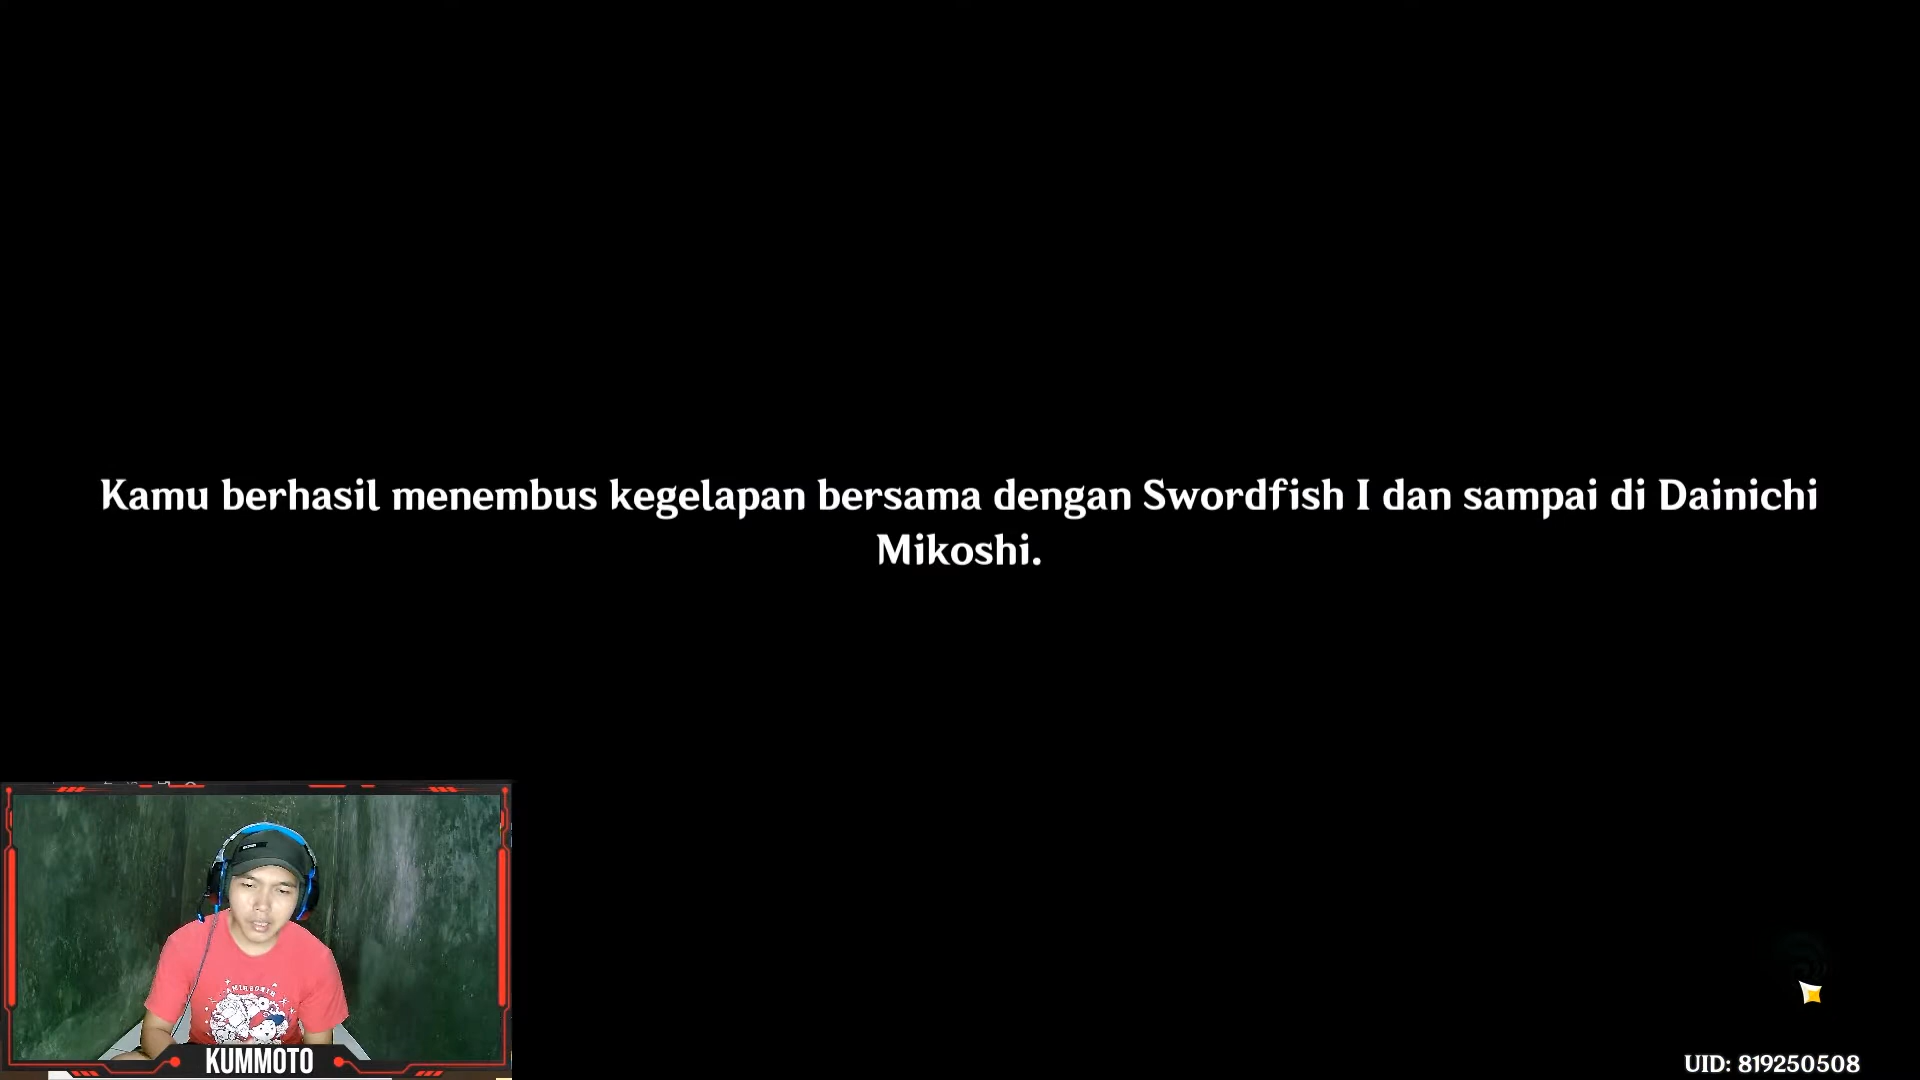 Kamu berhasil menembus kegelapan bersama dengan Swordfish I dan sampai di Dainichi
Mikoshi.
KUMMOTO
UID: 819250508